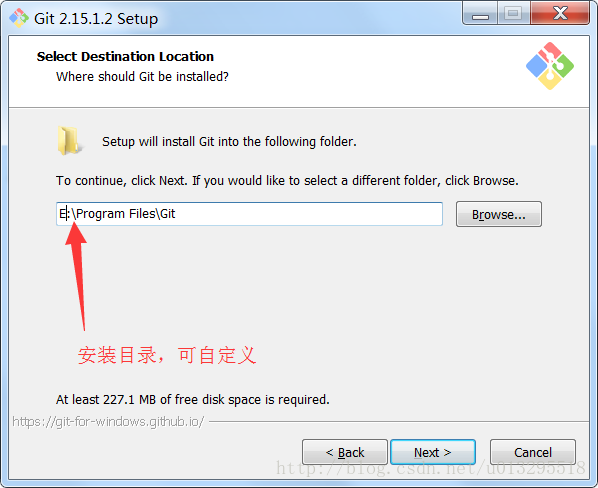 Git 2.15.1.2 Setup
Select Destination Location
Where should Git be installed?
Setup will install Git into the following folder.
To continue, click Next. If you would like to select a different folder, click Browse.
E:\Program Files\Git
Browse...
安装目录，可自定义
At least 227.1 MB of free disk space is required.
https://git-for-windows.github.io/
< Back
Next >
Cancel
http://blog.csdn.net/u013295518